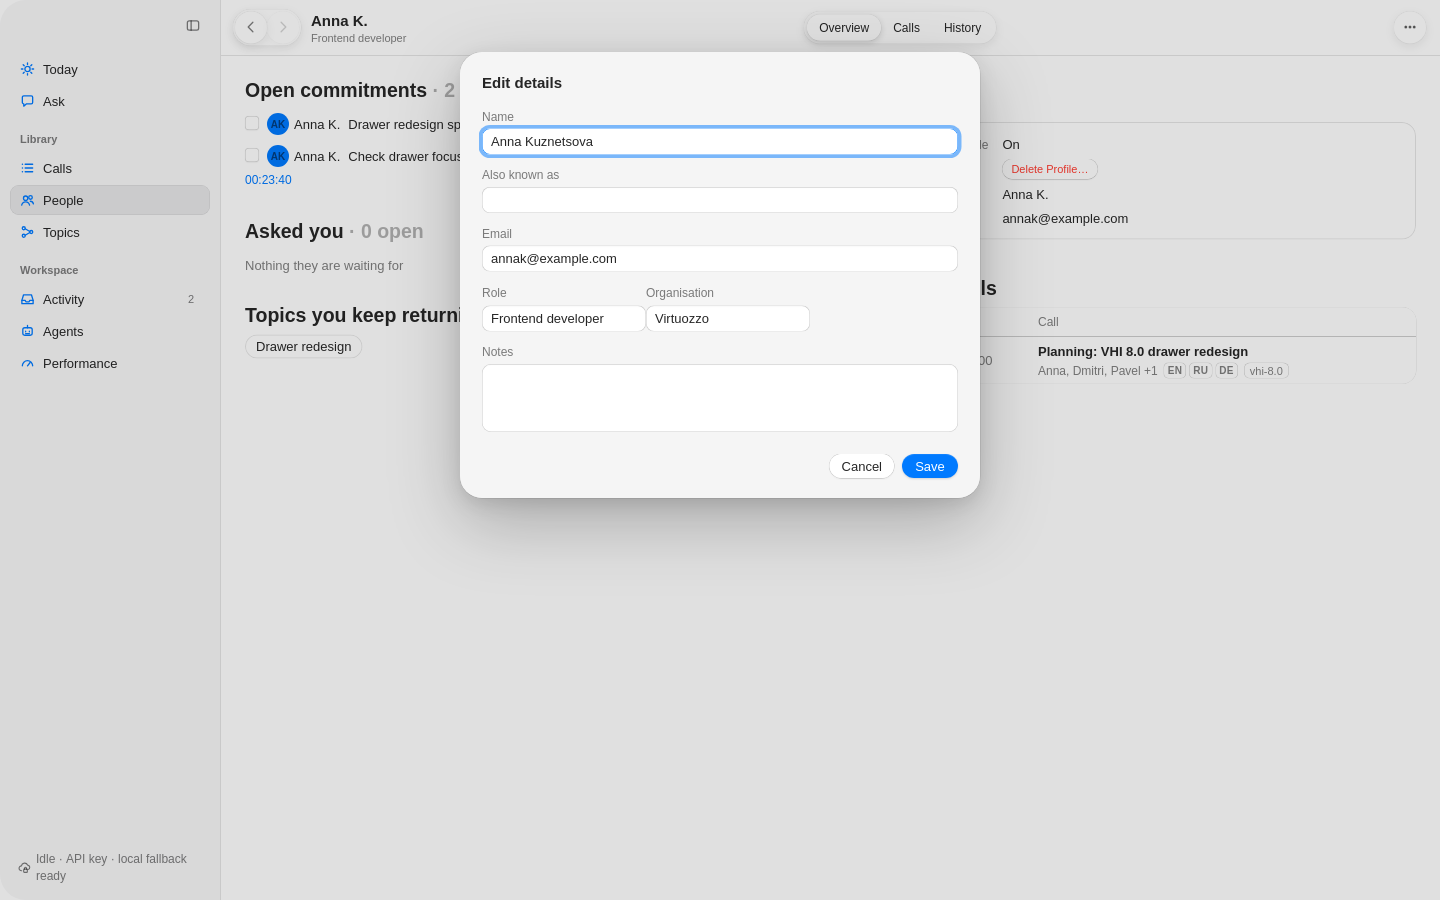 Anna K.
Frontend developer
Overview
Calls
History
Today
Ask
Library
Calls
People
Topics
Workspace
Activity
2
Agents
Performance
Idle · API key · local fallback
ready
Open commitments · 2
AK Anna K. Drawer redesign sp
AK Anna K. Check drawer focus
00:23:40
Asked you · 0 open
Nothing they are waiting for
Topics you keep returni
Drawer redesign
Edit details
Name
Anna Kuznetsova
Also known as
Email
annak@example.com
Role
Organisation
Frontend developer
Virtuozzo
Notes
Cancel
Save
le
On
Delete Profile…
Anna K.
annak@example.com
ls
Call
00
Planning: VHI 8.0 drawer redesign
Anna, Dmitri, Pavel +1 EN RU DE vhi-8.0